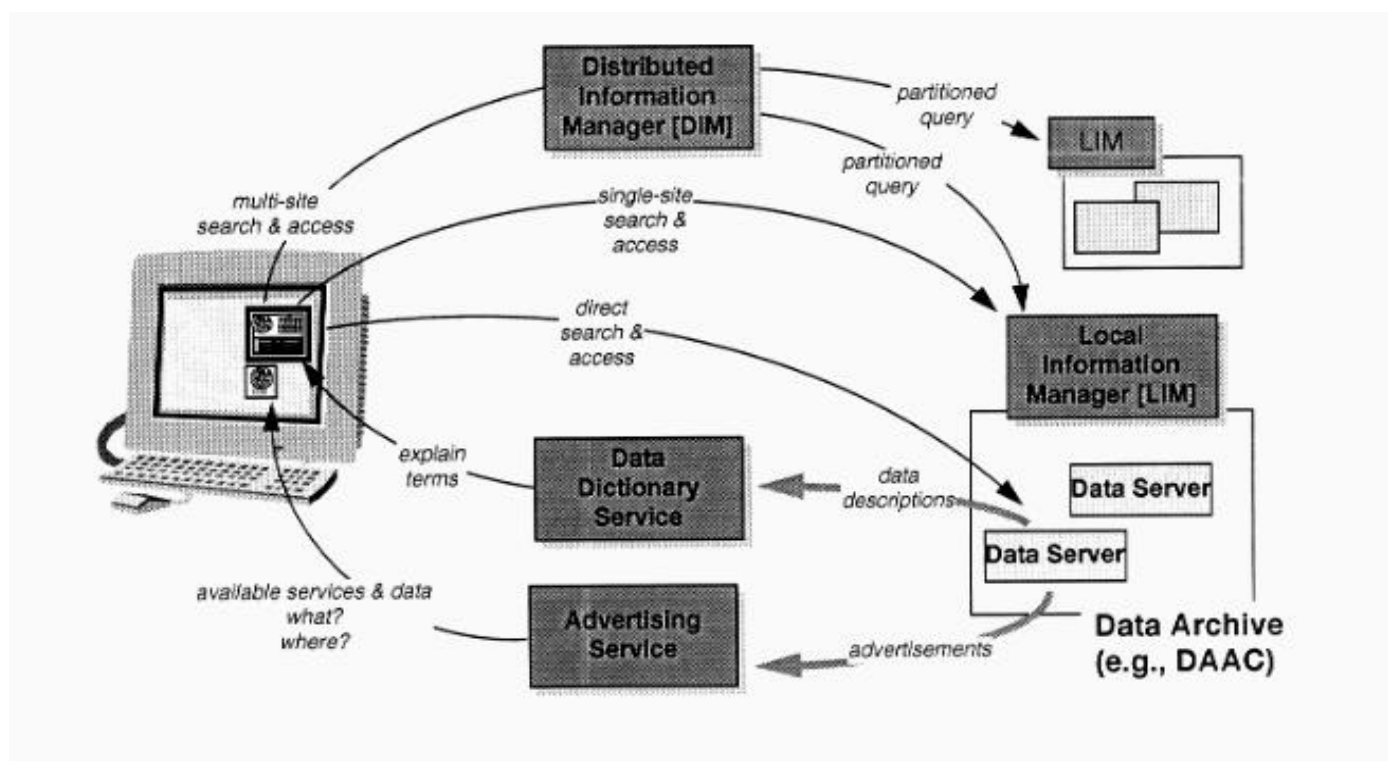 Distributed
Information
Manager [DIM]
partitioned
query
LIM
partitioned
query
multi-site
search & access
single-site
search &
access
direct
search &
access
Local
Information
Manager [LIM]
explain
terms
Data
Dictionary
Service
data
descriptions
Data Server
Data Server
available services & data
what?
where?
Advertising
Service
advertisements
Data Archive
(e.g., DAAC)